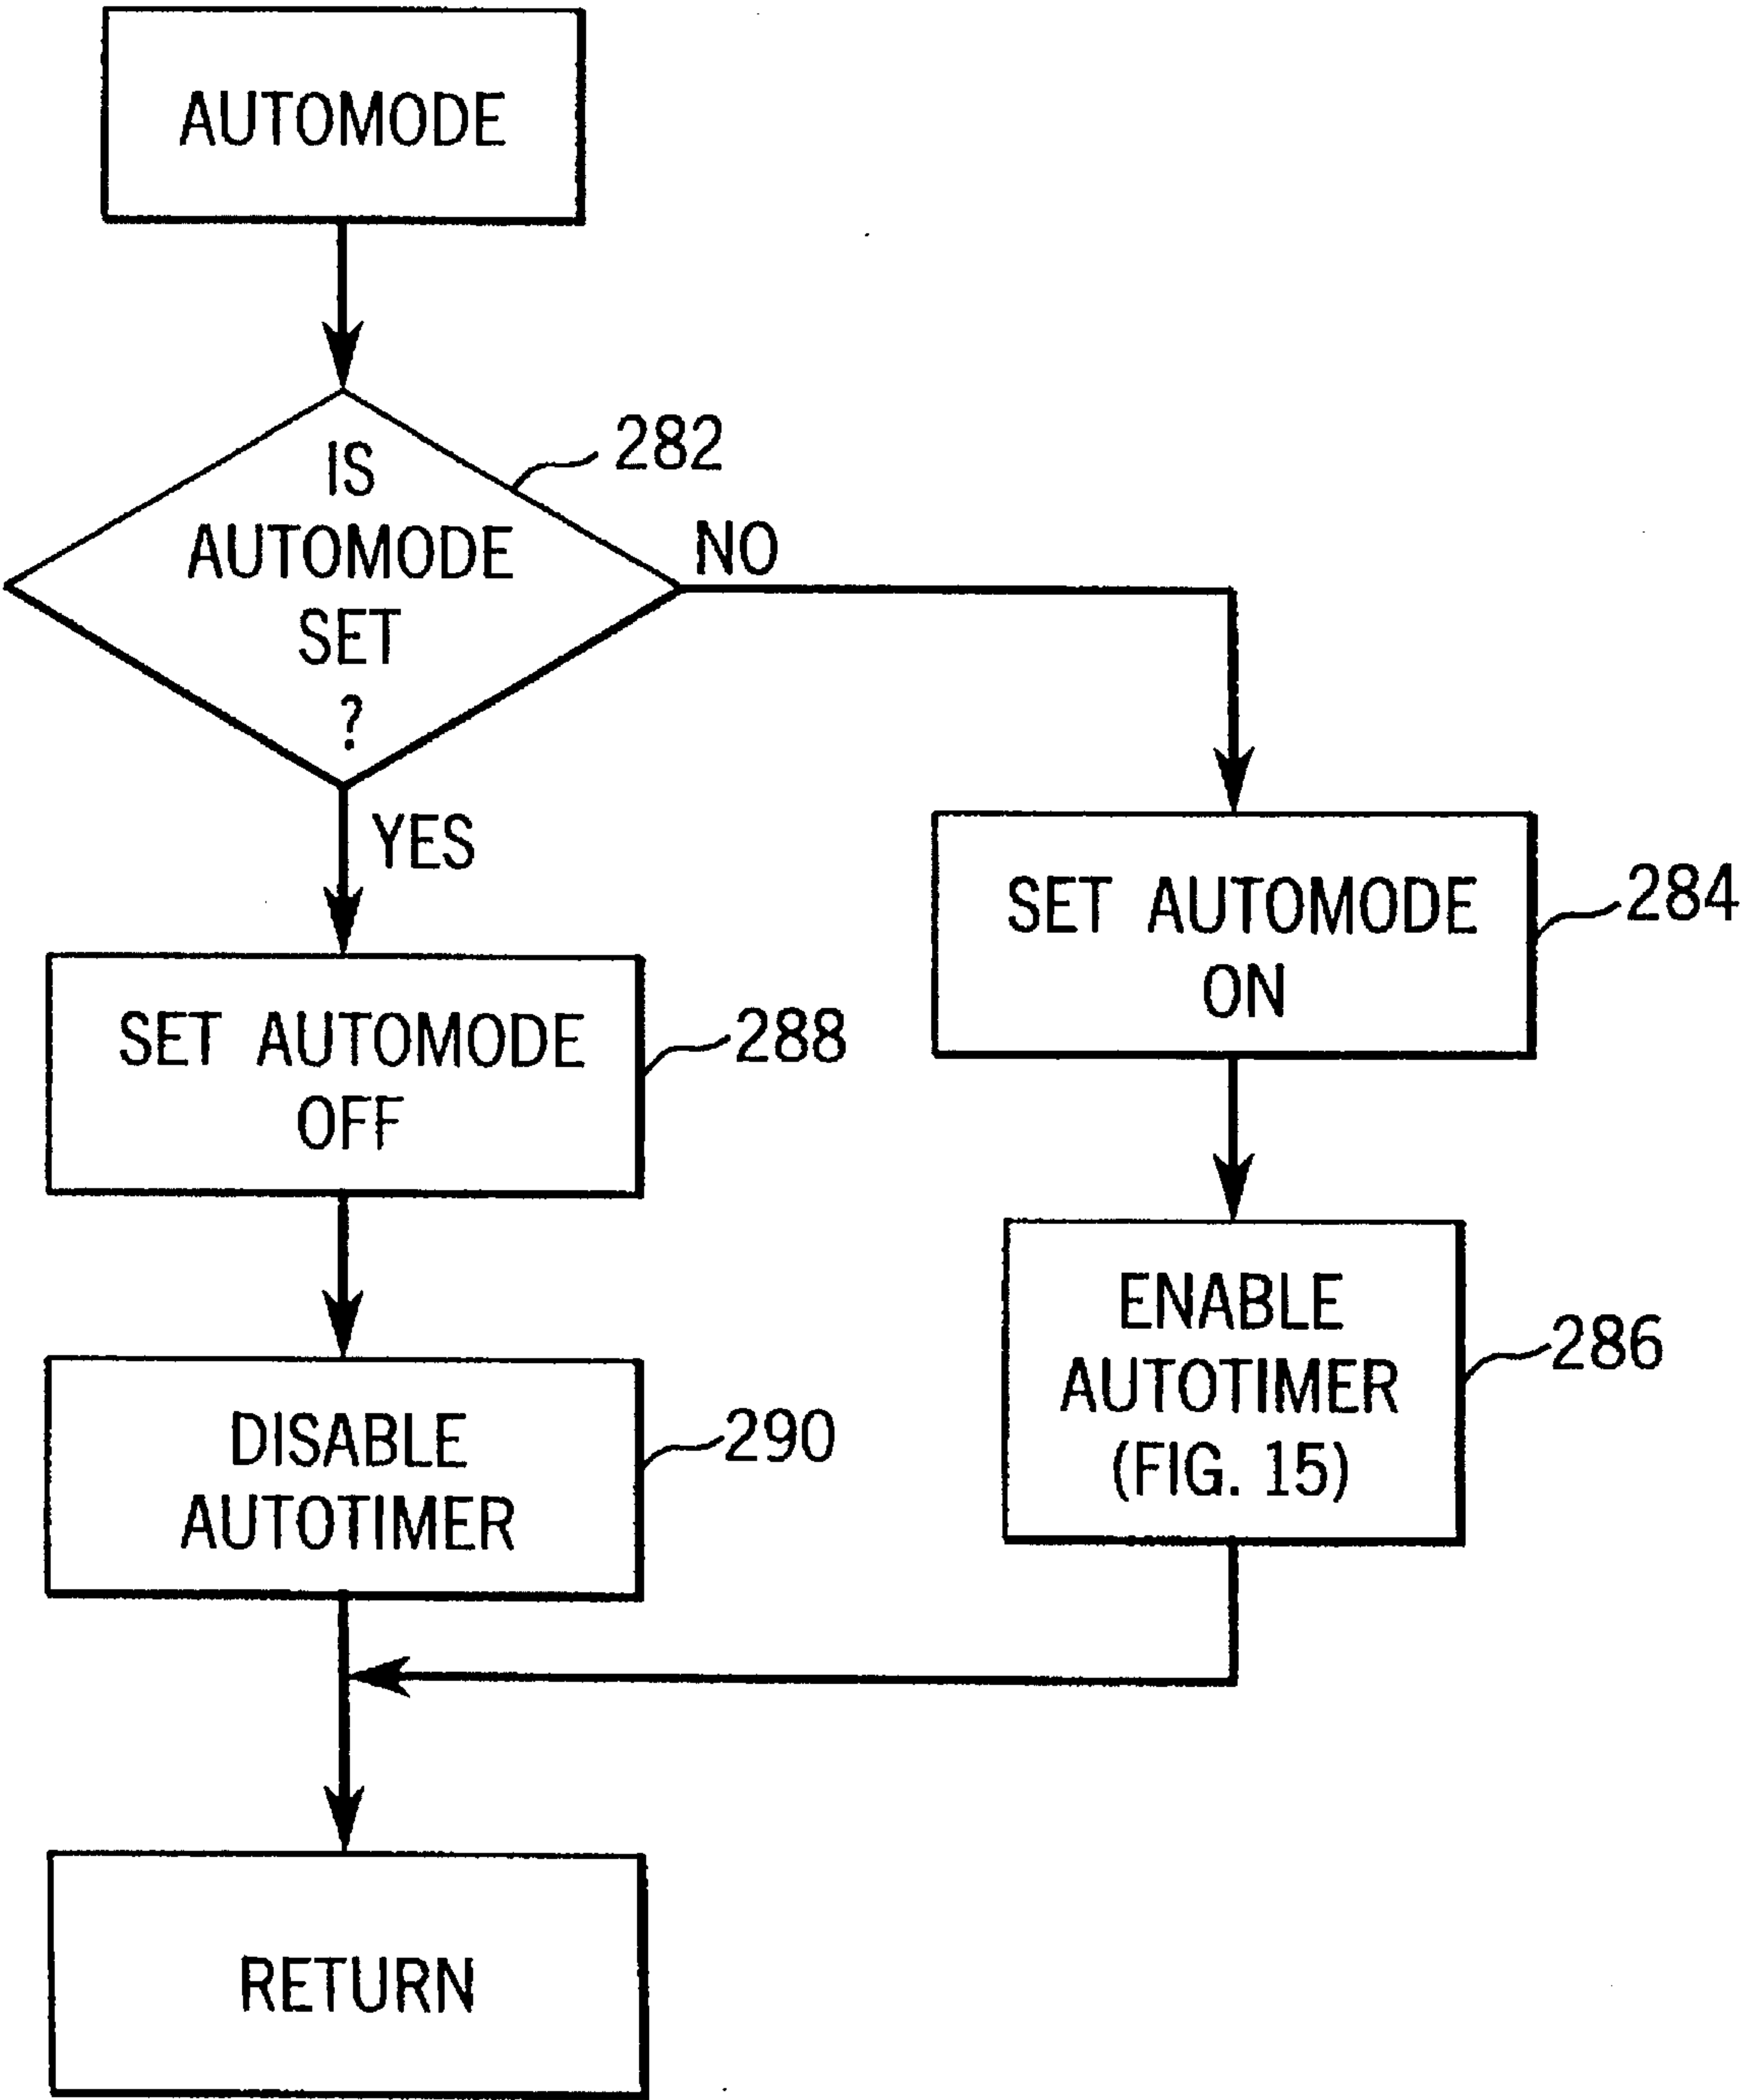 AUTOMODE
IS
AUTOMODE
SET
?
282
NO
YES
SET AUTOMODE
ON
284
SET AUTOMODE
OFF
288
ENABLE
AUTOTIMER
(FIG. 15)
286
DISABLE
AUTOTIMER
290
RETURN